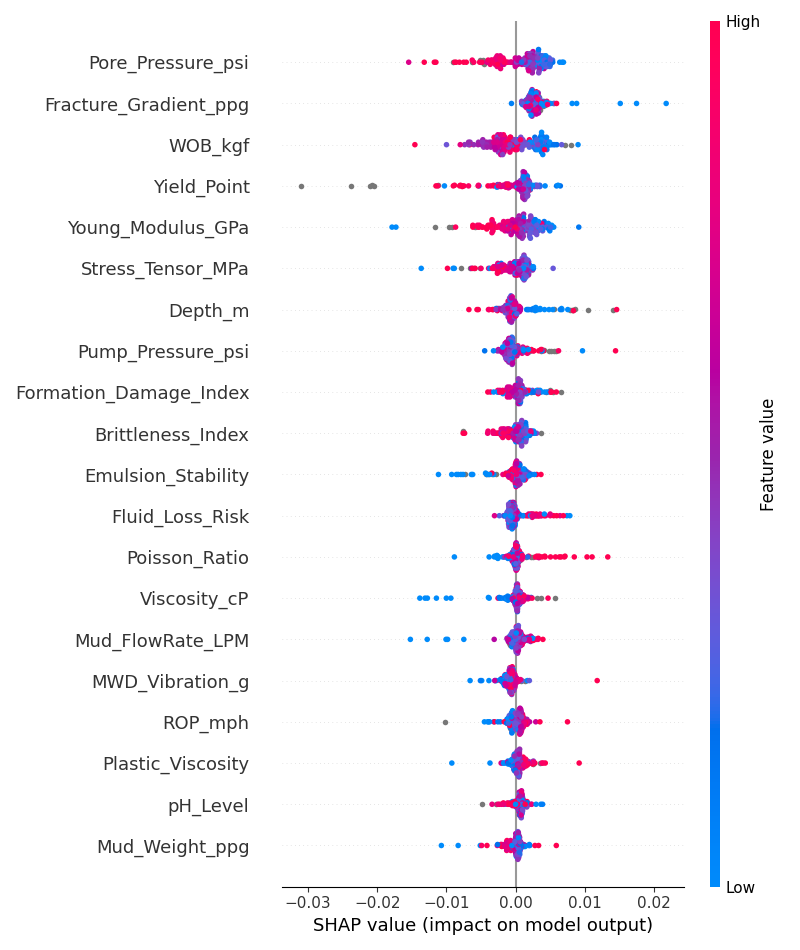 High
Pore_Pressure_psi
Fracture_Gradient_ppg
WOB_kgf
Yield_Point
Young_Modulus_GPa
Stress_Tensor_MPa
Depth_m
Pump_Pressure_psi
Formation_Damage_Index
Brittleness_Index
Emulsion_Stability
Fluid_Loss_Risk
Poisson_Ratio
Viscosity_cP
Mud_FlowRate_LPM
MWD_Vibration_g
ROP_mph
Plastic_Viscosity
pH_Level
Mud_Weight_ppg
Feature value
Low
−0.03 −0.02 −0.01 0.00 0.01 0.02
SHAP value (impact on model output)